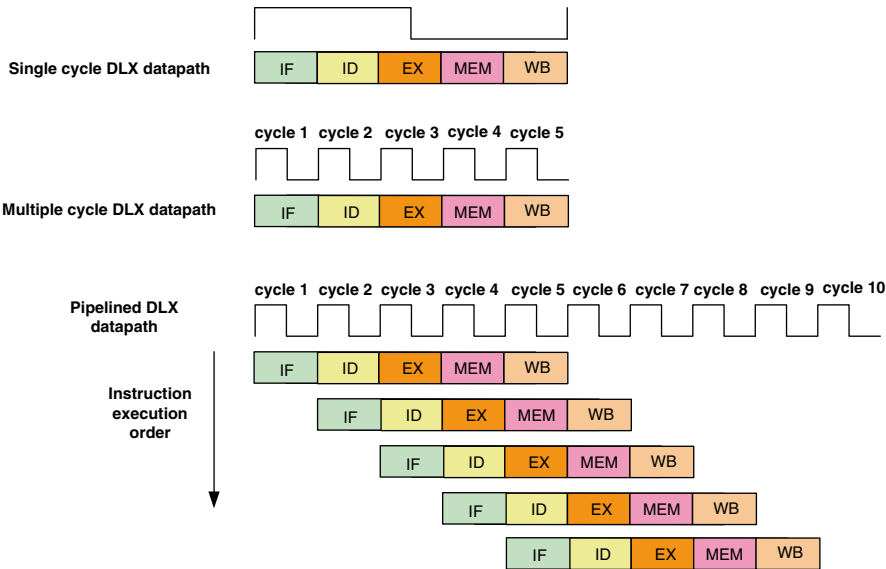 Single cycle DLX datapath
IF ID EX MEM WB
cycle 1 cycle 2 cycle 3 cycle 4 cycle 5
Multiple cycle DLX datapath
IF ID EX MEM WB
cycle 1 cycle 2 cycle 3 cycle 4 cycle 5 cycle 6 cycle 7 cycle 8 cycle 9 cycle 10
Pipelined DLX
datapath
IF ID EX MEM WB
Instruction
execution
order
IF ID EX MEM WB
IF ID EX MEM WB
IF ID EX MEM WB
IF ID EX MEM WB